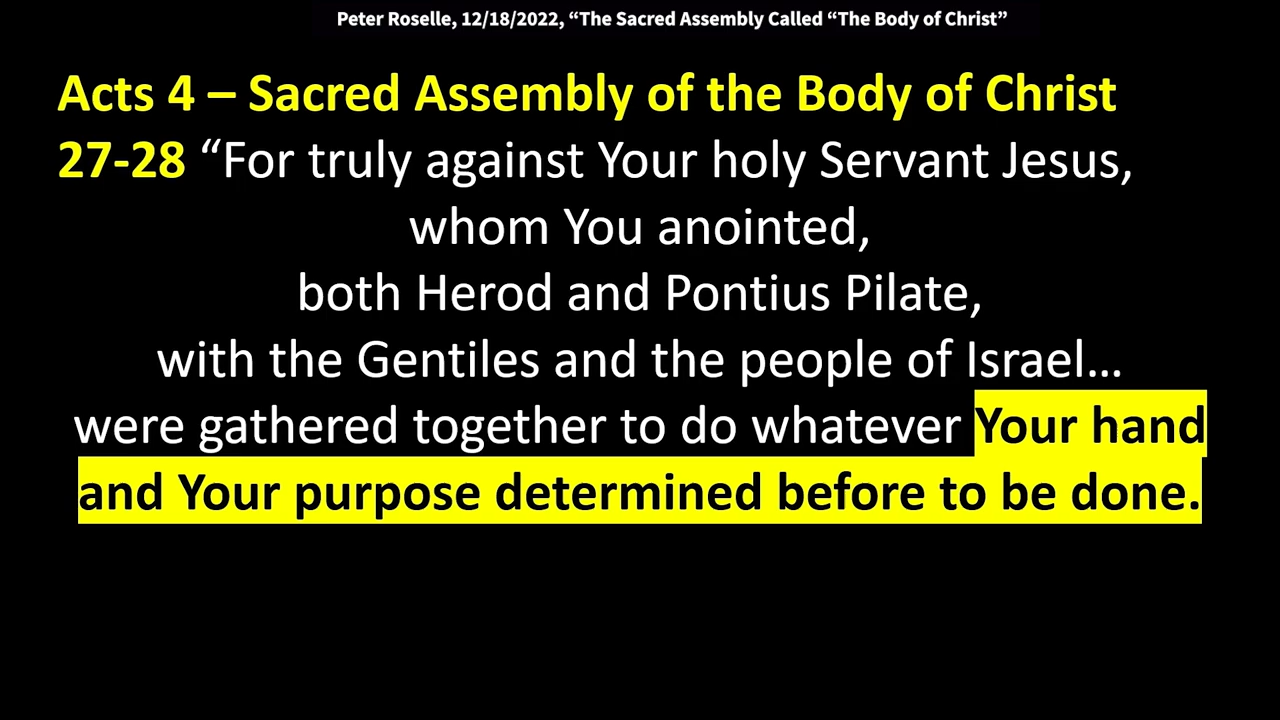 Peter Roselle, 12/18/2022, “The Sacred Assembly Called “The Body of Christ”
Acts 4 – Sacred Assembly of the Body of Christ
27-28 “For truly against Your holy Servant Jesus,
whom You anointed,
both Herod and Pontius Pilate,
with the Gentiles and the people of Israel…
were gathered together to do whatever Your hand
and Your purpose determined before to be done.